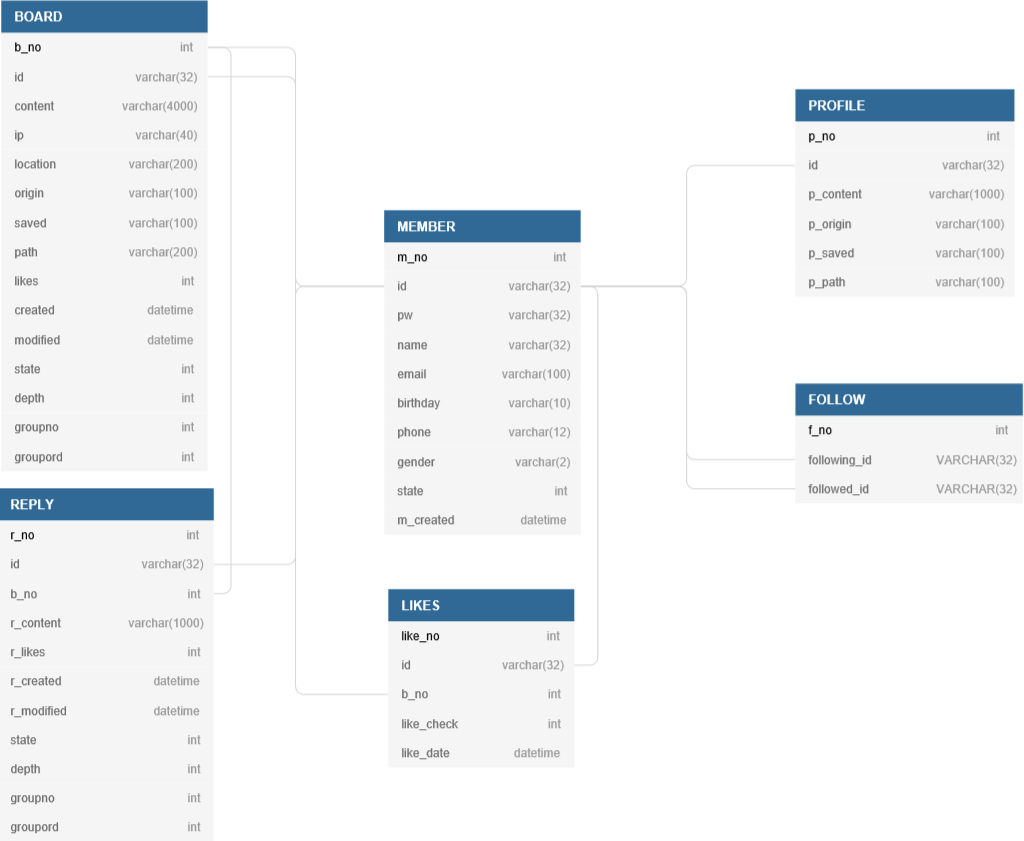 BOARD
b_no int
id varchar(32)
content varchar(4000)
ip varchar(40)
location varchar(200)
origin varchar(100)
saved varchar(100)
path varchar(200)
likes int
created datetime
modified datetime
state int
depth int
groupno int
groupord int
REPLY
r_no int
id varchar(32)
b_no int
r_content varchar(1000)
r_likes int
r_created datetime
r_modified datetime
state int
depth int
groupno int
groupord int
MEMBER
m_no int
id varchar(32)
pw varchar(32)
name varchar(32)
email varchar(100)
birthday varchar(10)
phone varchar(12)
gender varchar(2)
state int
m_created datetime
LIKES
like_no int
id varchar(32)
b_no int
like_check int
like_date datetime
PROFILE
p_no int
id varchar(32)
p_content varchar(1000)
p_origin varchar(100)
p_saved varchar(100)
p_path varchar(100)
FOLLOW
f_no int
following_id VARCHAR(32)
followed_id VARCHAR(32)